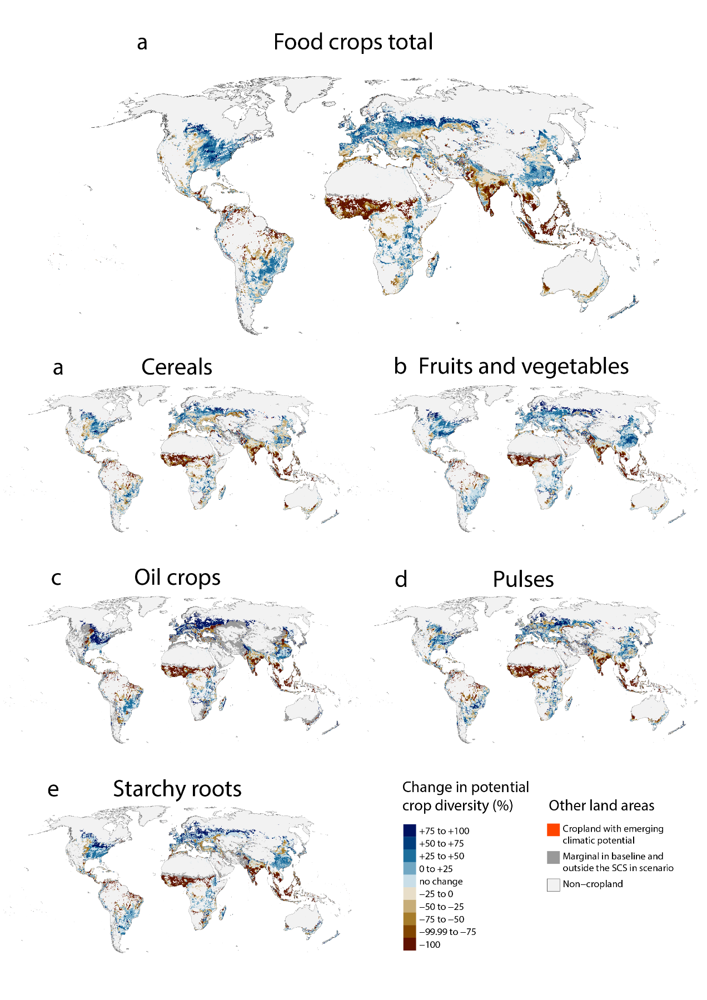 a Food crops total
a Cereals
b Fruits and vegetables
c Oil crops
d Pulses
e Starchy roots
Change in potential
crop diversity (%)
+75 to +100
+50 to +75
+25 to +50
0 to +25
no change
−25 to 0
−50 to −25
−75 to −50
−99.99 to −75
−100
Other land areas
Cropland with emerging
climatic potential
Marginal in baseline and
outside the SCS in scenario
Non−cropland